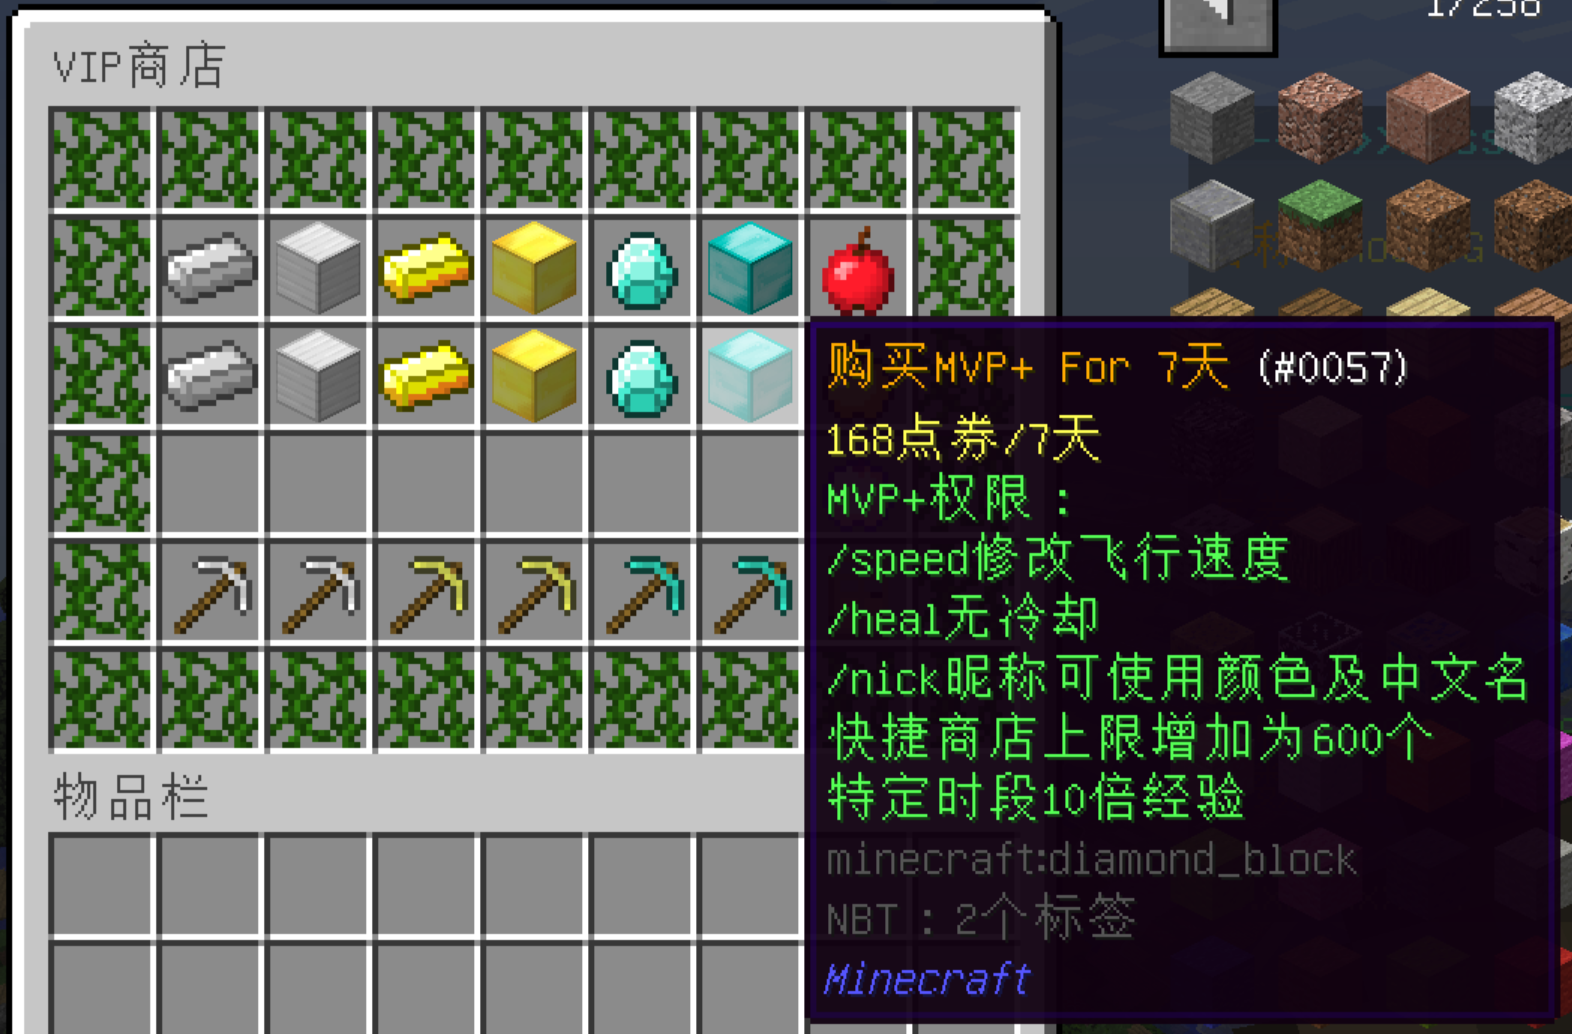 VIP商店
购买MVP+ For 7天 (#0057)
168点券/7天
MVP+权限：
/speed修改飞行速度
/heal无冷却
/nick昵称可使用颜色及中文名
快捷商店上限增加为600个
特定时段10倍经验
minecraft:diamond_block
NBT：2个标签
Minecraft
物品栏